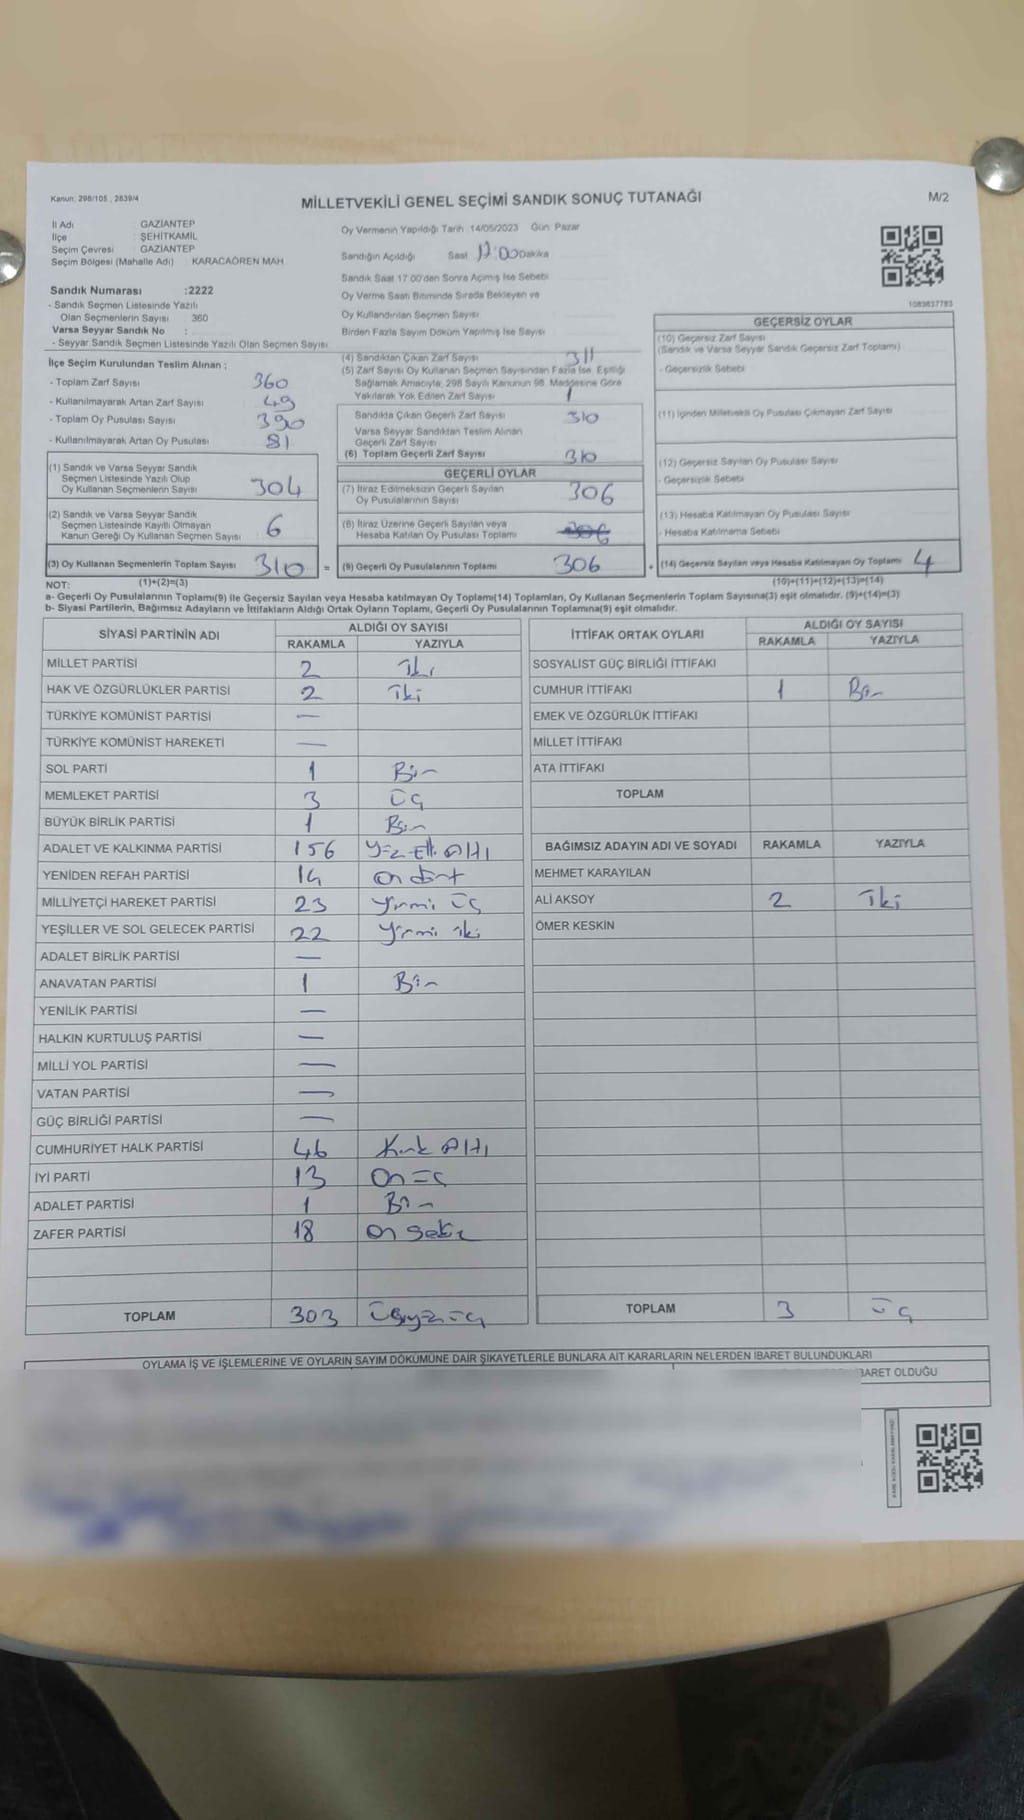 Kanun: 298/105 , 2839/4
MİLLETVEKİLİ GENEL SEÇİMİ SANDIK SONUÇ TUTANAĞI
M/2
İl Adı : GAZİANTEP
İlçe : ŞEHİTKAMİL
Seçim Çevresi : GAZİANTEP
Seçim Bölgesi (Mahalle Adı) : KARACAÖREN MAH.
Sandık Numarası :2222
- Sandık Seçmen Listesinde Yazılı
Olan Seçmenlerin Sayısı : 360
Varsa Seyyar Sandık No :
- Seyyar Sandık Seçmen Listesinde Yazılı Olan Seçmen Sayısı:
Oy Vermenin Yapıldığı Tarih :14/05/2023 Gün: Pazar
Sandığın Açıldığı Saat 17:00 Dakika
Sandık Saat 17:00'den Sonra Açımış İse Sebebi
Oy Verme Saati Bitiminde Sırada Bekleyen ve
Oy Kullandırılan Seçmen Sayısı
Birden Fazla Sayım Döküm Yapılmış İse Sayısı
1083637783
İlçe Seçim Kurulundan Teslim Alınan ;
- Toplam Zarf Sayısı 360
- Kullanılmayarak Artan Zarf Sayısı 49
- Toplam Oy Pusulası Sayısı 390
- Kullanılmayarak Artan Oy Pusulası 81
(1) Sandık ve Varsa Seyyar Sandık
Seçmen Listesinde Yazılı Olup
Oy Kullanan Seçmenlerin Sayısı 304
(2) Sandık ve Varsa Seyyar Sandık
Seçmen Listesinde Kayıtlı Olmayan
Kanun Gereği Oy Kullanan Seçmen Sayısı 6
(3) Oy Kullanan Seçmenlerin Toplam Sayısı 310 =
(4) Sandıktan Çıkan Zarf Sayısı 311
(5) Zarf Sayısı Oy Kullanan Seçmen Sayısından Fazla İse, Eşitliği
Sağlamak Amacıyla, 298 Sayılı Kanunun 98. Maddesine Göre
Yakılarak Yok Edilen Zarf Sayısı 1
Sandıkta Çıkan Geçerli Zarf Sayısı 310
Varsa Seyyar Sandıktan Teslim Alınan
Geçerli Zarf Sayısı
(6) Toplam Geçerli Zarf Sayısı 310
GEÇERLİ OYLAR
(7) İtiraz Edilmeksizin Geçerli Sayılan
Oy Pusulalarının Sayısı 306
(8) İtiraz Üzerine Geçerli Sayılan veya
Hesaba Katılan Oy Pusulası Toplamı 306
(9) Geçerli Oy Pusulalarının Toplamı 306 +
GEÇERSİZ OYLAR
(10) Geçersiz Zarf Sayısı
(Sandık ve Varsa Seyyar Sandık Geçersiz Zarf Toplamı)
- Geçersizlik Sebebi
(11) İçinden Milletvekili Oy Pusulası Çıkmayan Zarf Sayısı
(12) Geçersiz Sayılan Oy Pusulası Sayısı
- Geçersizlik Sebebi
(13) Hesaba Katılmayan Oy Pusulası Sayısı
- Hesaba Katılmama Sebebi
(14) Geçersiz Sayılan veya Hesaba Katılmayan Oy Toplamı 4
NOT: (1)+(2)=(3) (10)+(11)+(12)+(13)=(14)
a- Geçerli Oy Pusulasının Toplamı(9) ile Geçersiz Sayılan veya Hesaba katılmayan Oy Toplamı(14) Toplamları, Oy Kullanan Seçmenlerin Toplam Sayısına(3) eşit olmalıdır. (9)+(14)=(3)
b- Siyasi Partilerin, Bağımsız Adayların ve İttifakların Aldığı Ortak Oyların Toplamı, Geçerli Oy Pusulalarının Toplamına(9) eşit olmalıdır.
SİYASİ PARTİNİN ADI ALDIĞI OY SAYISI
RAKAMLA YAZIYLA
MİLLET PARTİSİ 2 iki
HAK VE ÖZGÜRLÜKLER PARTİSİ 2 iki
TÜRKİYE KOMÜNİST PARTİSİ —
TÜRKİYE KOMÜNİST HAREKETİ —
SOL PARTİ 1 Bir
MEMLEKET PARTİSİ 3 Üç
BÜYÜK BİRLİK PARTİSİ 1 Bir
ADALET VE KALKINMA PARTİSİ 156 Yüz Elli Altı
YENİDEN REFAH PARTİSİ 14 On dört
MİLLİYETÇİ HAREKET PARTİSİ 23 Yirmi Üç
YEŞİLLER VE SOL GELECEK PARTİSİ 22 Yirmi iki
ADALET BİRLİK PARTİSİ —
ANAVATAN PARTİSİ 1 Bir
YENİLİK PARTİSİ —
HALKIN KURTULUŞ PARTİSİ —
MİLLİ YOL PARTİSİ —
VATAN PARTİSİ —
GÜÇ BİRLİĞİ PARTİSİ —
CUMHURİYET HALK PARTİSİ 46 Kırk Altı
İYİ PARTİ 13 On üç
ADALET PARTİSİ 1 Bir
ZAFER PARTİSİ 18 On Sekiz
TOPLAM 303 Üçyüz üç
İTTİFAK ORTAK OYLARI ALDIĞI OY SAYISI
RAKAMLA YAZIYLA
SOSYALİST GÜÇ BİRLİĞİ İTTİFAKI
CUMHUR İTTİFAKI 1 Bir
EMEK VE ÖZGÜRLÜK İTTİFAKI
MİLLET İTTİFAKI
ATA İTTİFAKI
TOPLAM
BAĞIMSIZ ADAYIN ADI VE SOYADI RAKAMLA YAZIYLA
MEHMET KARAYILAN
ALİ AKSOY 2 iki
ÖMER KESKİN
TOPLAM 3 üç
OYLAMA İŞ VE İŞLEMLERİNE VE OYLARIN SAYIM DÖKÜMÜNE DAİR ŞİKAYETLERLE BUNLARA AİT KARARLARIN NELERDEN İBARET BULUNDUKLARI
İBARET OLDUĞU